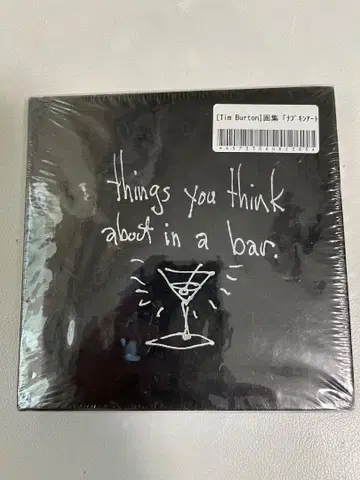 [Tim Burton]画集「ﾅﾌﾟｷﾝｱｰﾄ
things you think
about in a bar.